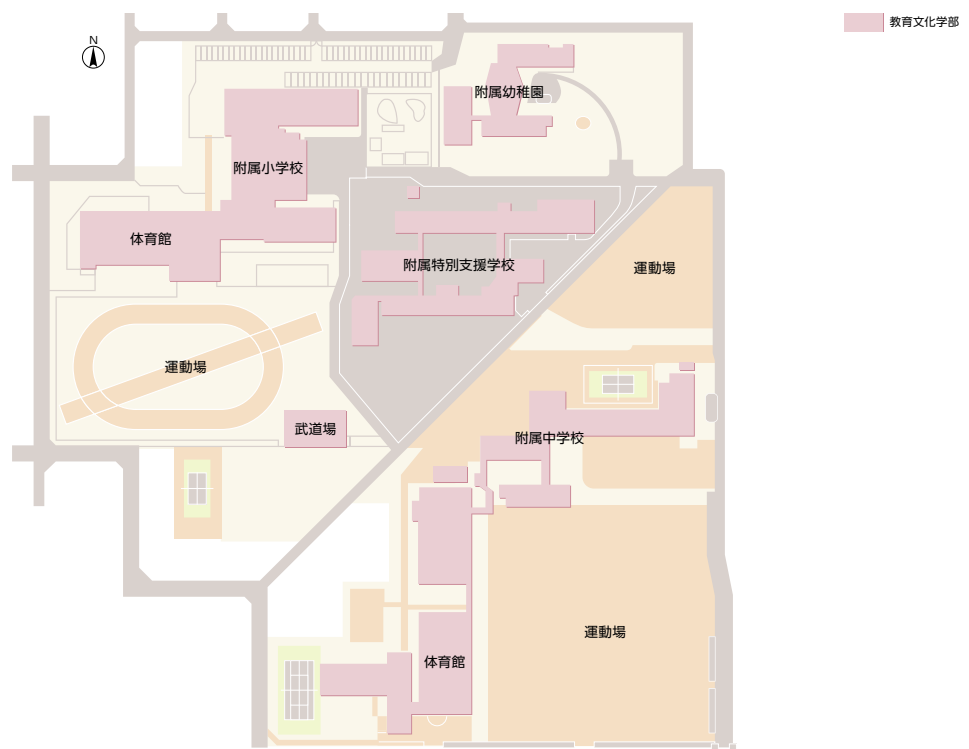 教育文化学部
N
附属幼稚園
附属小学校
体育館
附属特別支援学校
運動場
運動場
武道場
附属中学校
運動場
体育館